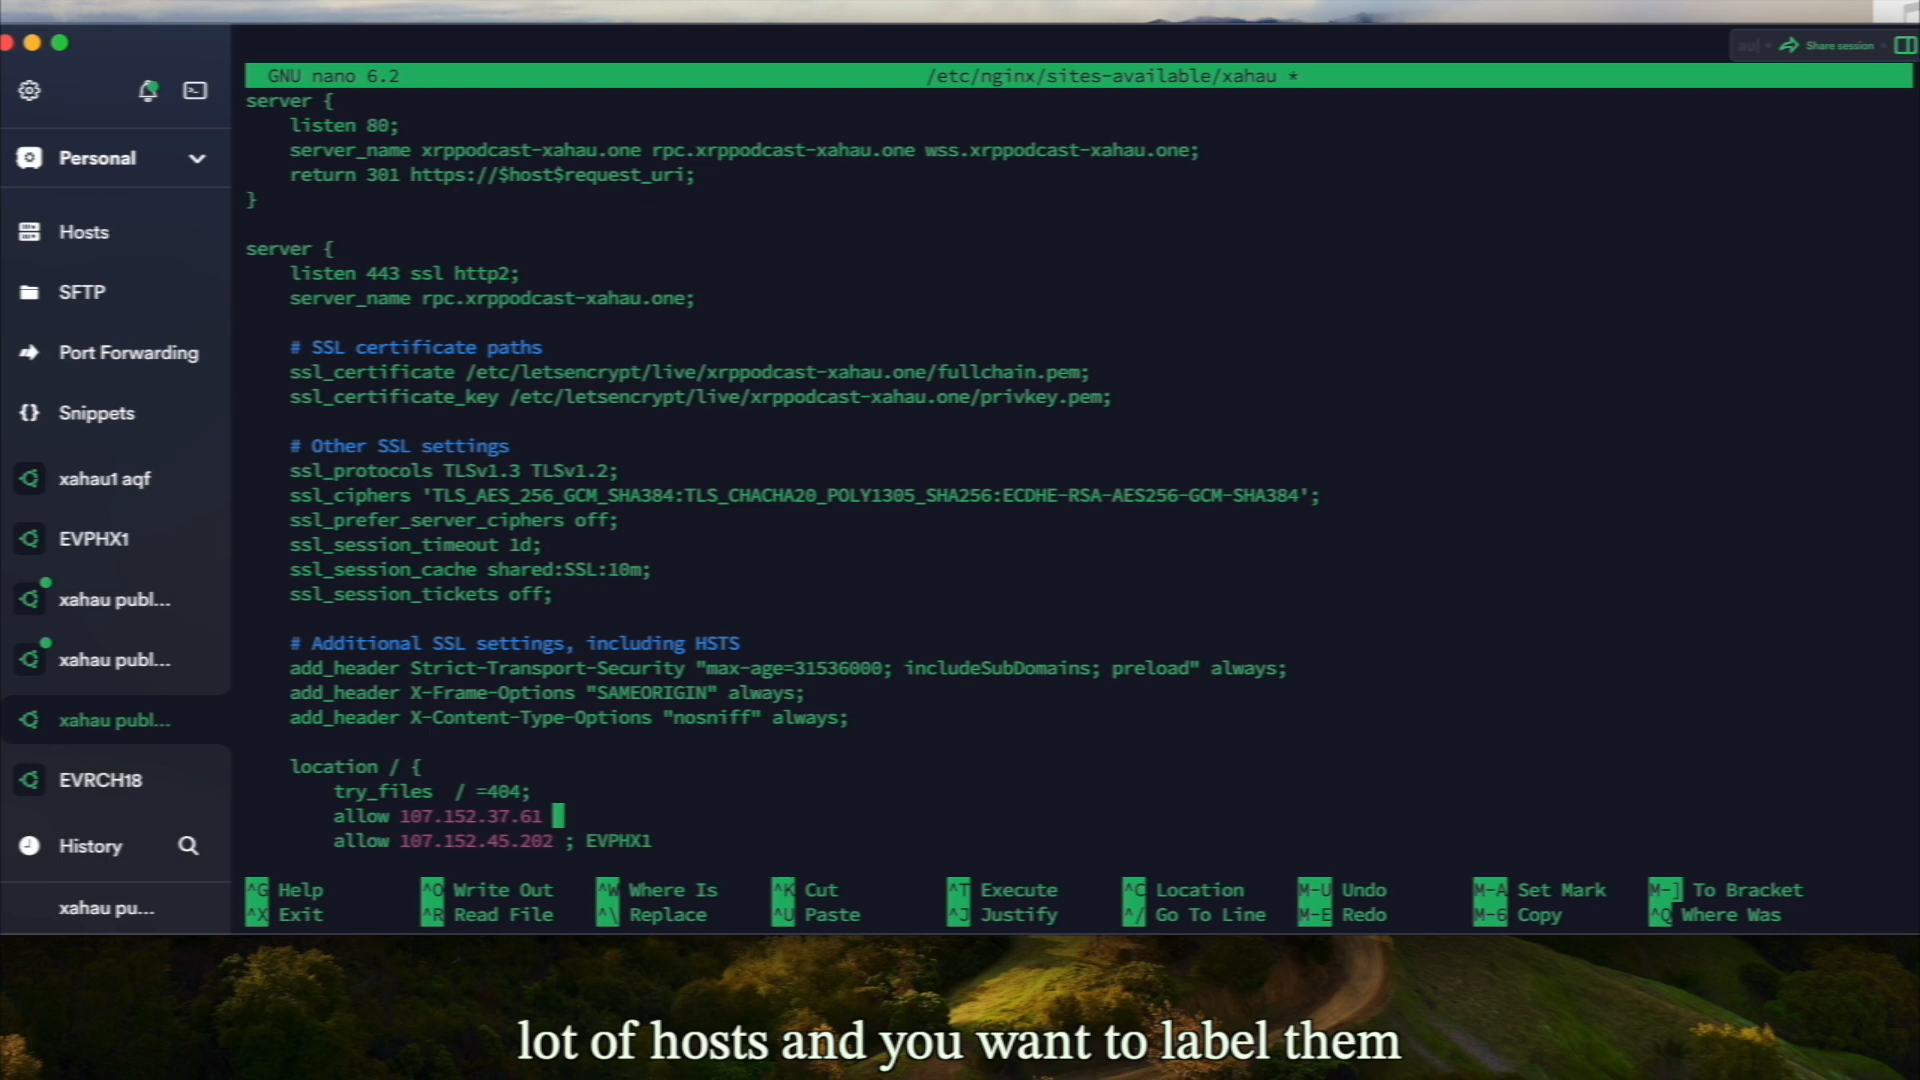 Share session
GNU nano 6.2 /etc/nginx/sites-available/xahau *
server {
listen 80;
server_name xrppodcast-xahau.one rpc.xrppodcast-xahau.one wss.xrppodcast-xahau.one;
return 301 https://$host$request_uri;
}
server {
listen 443 ssl http2;
server_name rpc.xrppodcast-xahau.one;
# SSL certificate paths
ssl_certificate /etc/letsencrypt/live/xrppodcast-xahau.one/fullchain.pem;
ssl_certificate_key /etc/letsencrypt/live/xrppodcast-xahau.one/privkey.pem;
# Other SSL settings
ssl_protocols TLSv1.3 TLSv1.2;
ssl_ciphers 'TLS_AES_256_GCM_SHA384:TLS_CHACHA20_POLY1305_SHA256:ECDHE-RSA-AES256-GCM-SHA384';
ssl_prefer_server_ciphers off;
ssl_session_timeout 1d;
ssl_session_cache shared:SSL:10m;
ssl_session_tickets off;
# Additional SSL settings, including HSTS
add_header Strict-Transport-Security "max-age=31536000; includeSubDomains; preload" always;
add_header X-Frame-Options "SAMEORIGIN" always;
add_header X-Content-Type-Options "nosniff" always;
location / {
try_files / =404;
allow 107.152.37.61
allow 107.152.45.202 ; EVPHX1
^G Help ^O Write Out ^W Where Is ^K Cut ^T Execute ^C Location M-U Undo M-A Set Mark M-] To Bracket
^X Exit ^R Read File ^\ Replace ^U Paste ^J Justify ^/ Go To Line M-E Redo M-6 Copy ^Q Where Was
Personal
Hosts
SFTP
Port Forwarding
{} Snippets
xahau1 aqf
EVPHX1
xahau publ...
xahau publ...
xahau publ...
EVRCH18
History
xahau pu...
lot of hosts and you want to label them